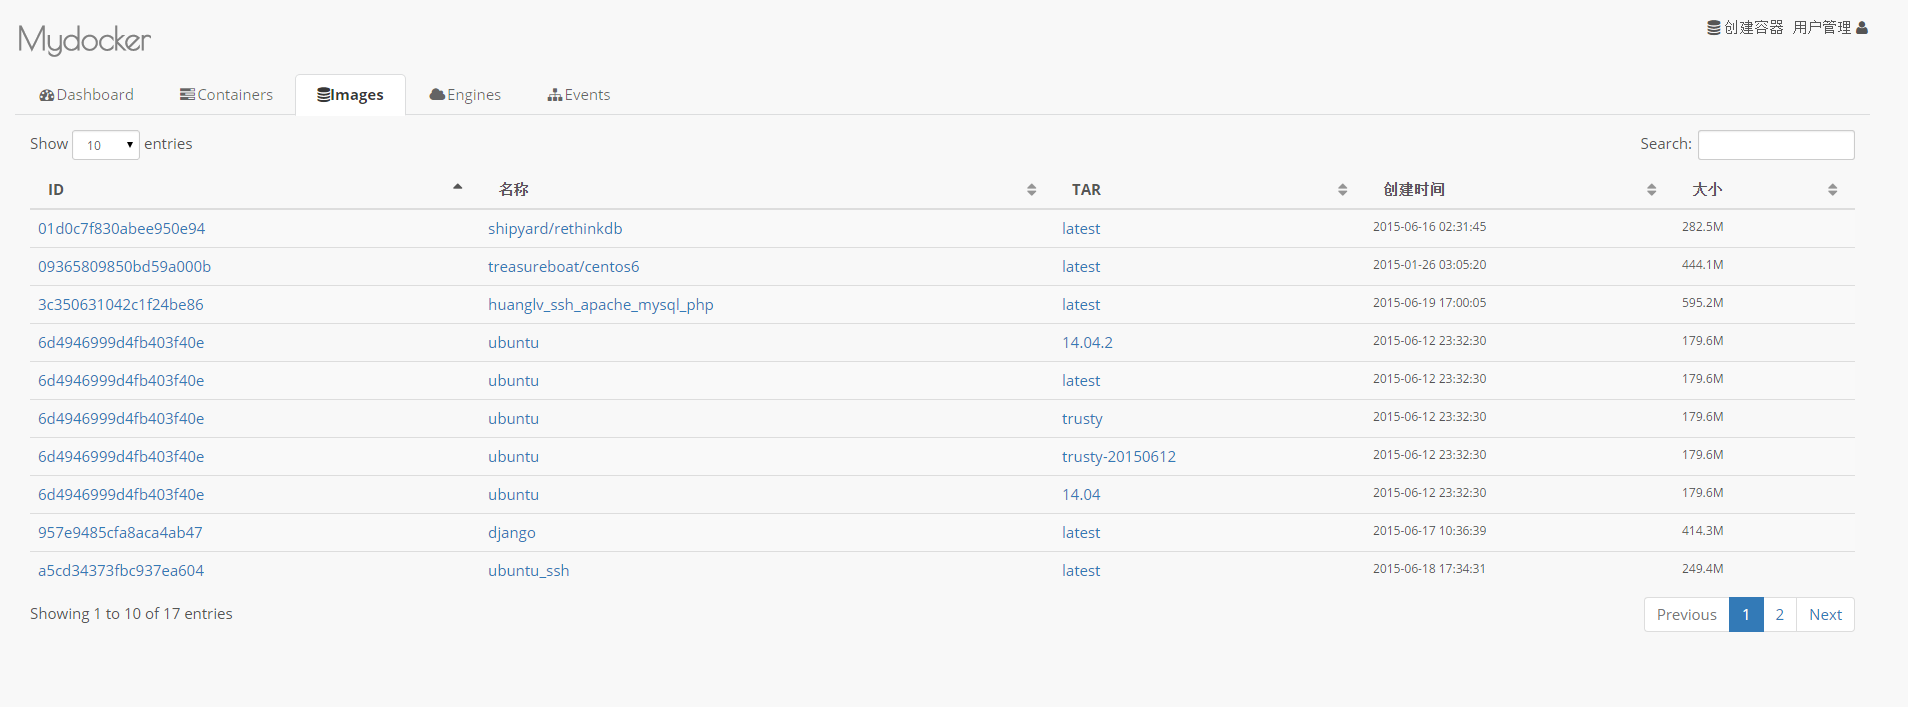 Mydocker
创建容器 用户管理
Dashboard Containers Images Engines Events
Show 10 entries Search:
ID 名称 TAR 创建时间 大小
01d0c7f830abee950e94 shipyard/rethinkdb latest 2015-06-16 02:31:45 282.5M
09365809850bd59a000b treasureboat/centos6 latest 2015-01-26 03:05:20 444.1M
3c350631042c1f24be86 huanglv_ssh_apache_mysql_php latest 2015-06-19 17:00:05 595.2M
6d4946999d4fb403f40e ubuntu 14.04.2 2015-06-12 23:32:30 179.6M
6d4946999d4fb403f40e ubuntu latest 2015-06-12 23:32:30 179.6M
6d4946999d4fb403f40e ubuntu trusty 2015-06-12 23:32:30 179.6M
6d4946999d4fb403f40e ubuntu trusty-20150612 2015-06-12 23:32:30 179.6M
6d4946999d4fb403f40e ubuntu 14.04 2015-06-12 23:32:30 179.6M
957e9485cfa8aca4ab47 django latest 2015-06-17 10:36:39 414.3M
a5cd34373fbc937ea604 ubuntu_ssh latest 2015-06-18 17:34:31 249.4M
Showing 1 to 10 of 17 entries Previous 1 2 Next